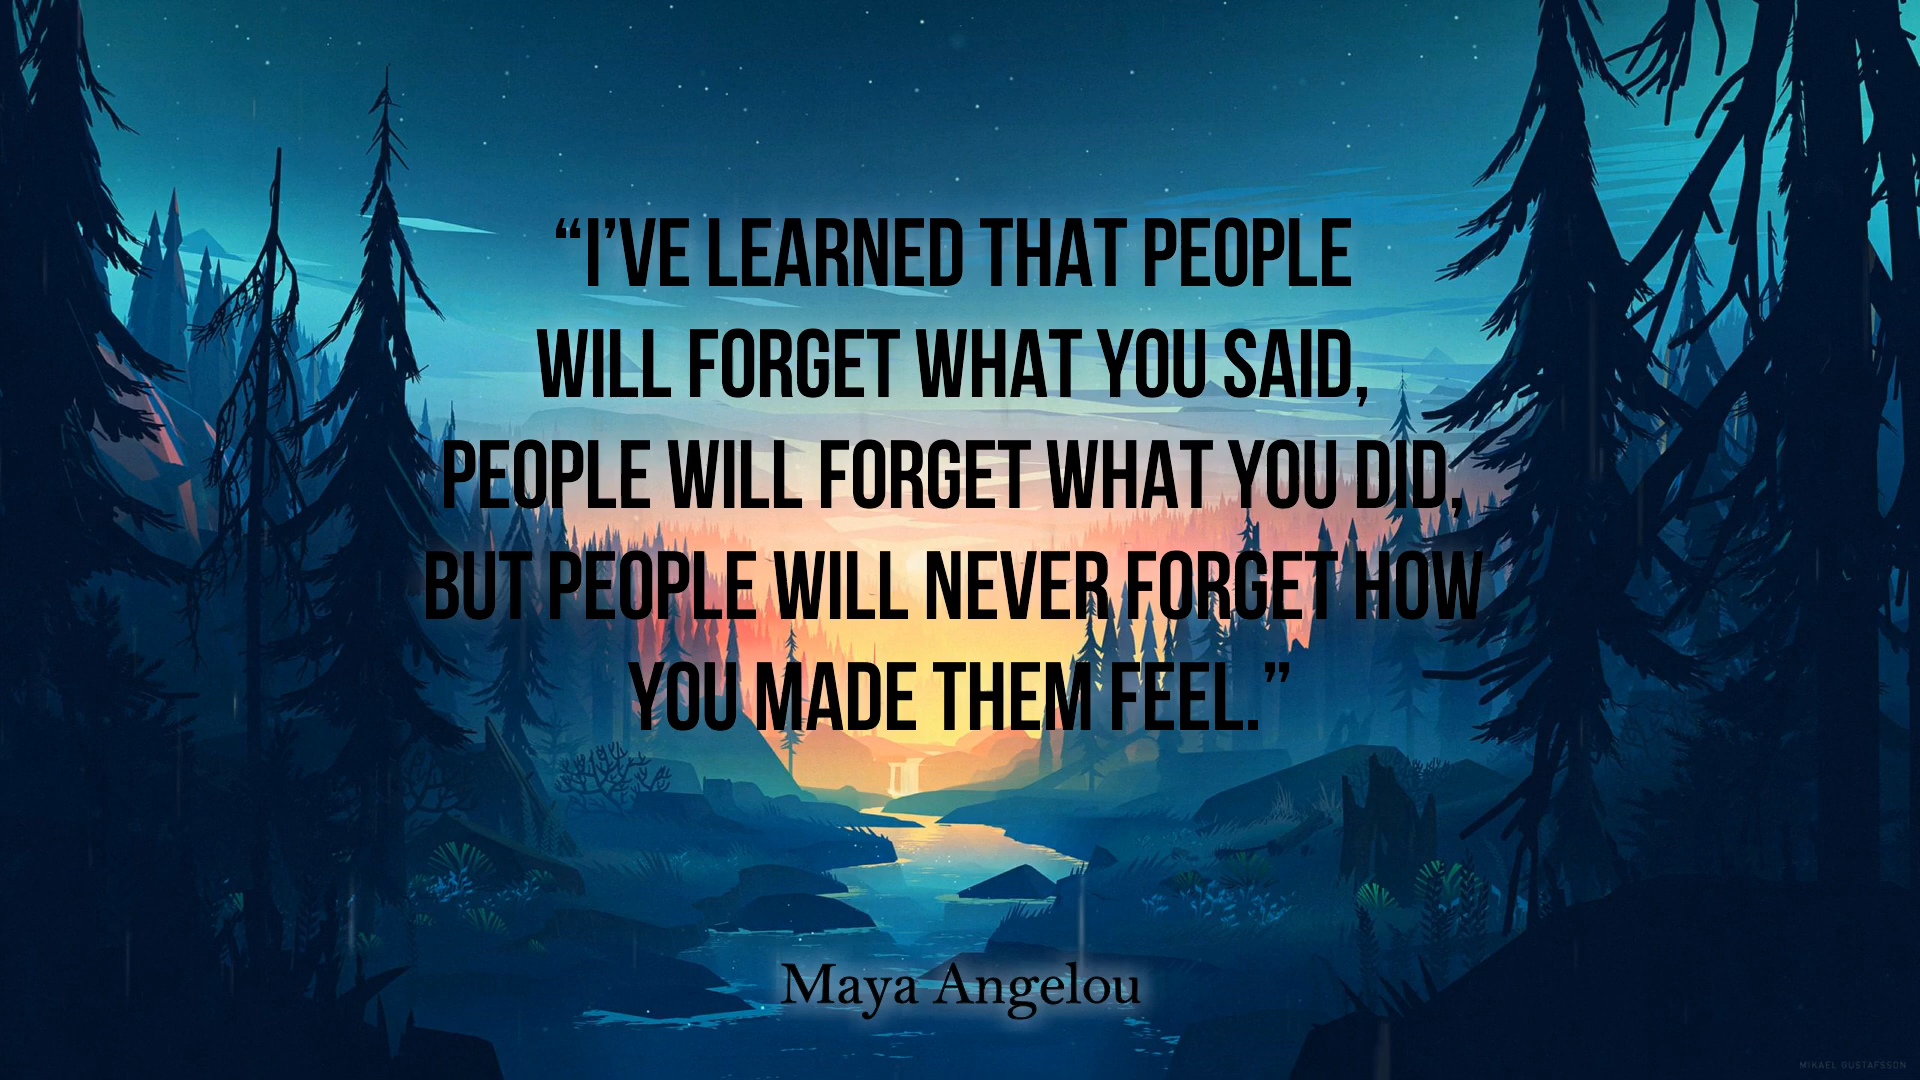 “I’VE LEARNED THAT PEOPLE
WILL FORGET WHAT YOU SAID,
PEOPLE WILL FORGET WHAT YOU DID,
BUT PEOPLE WILL NEVER FORGET HOW
YOU MADE THEM FEEL.”
Maya Angelou
MIKAEL GUSTAFSSON